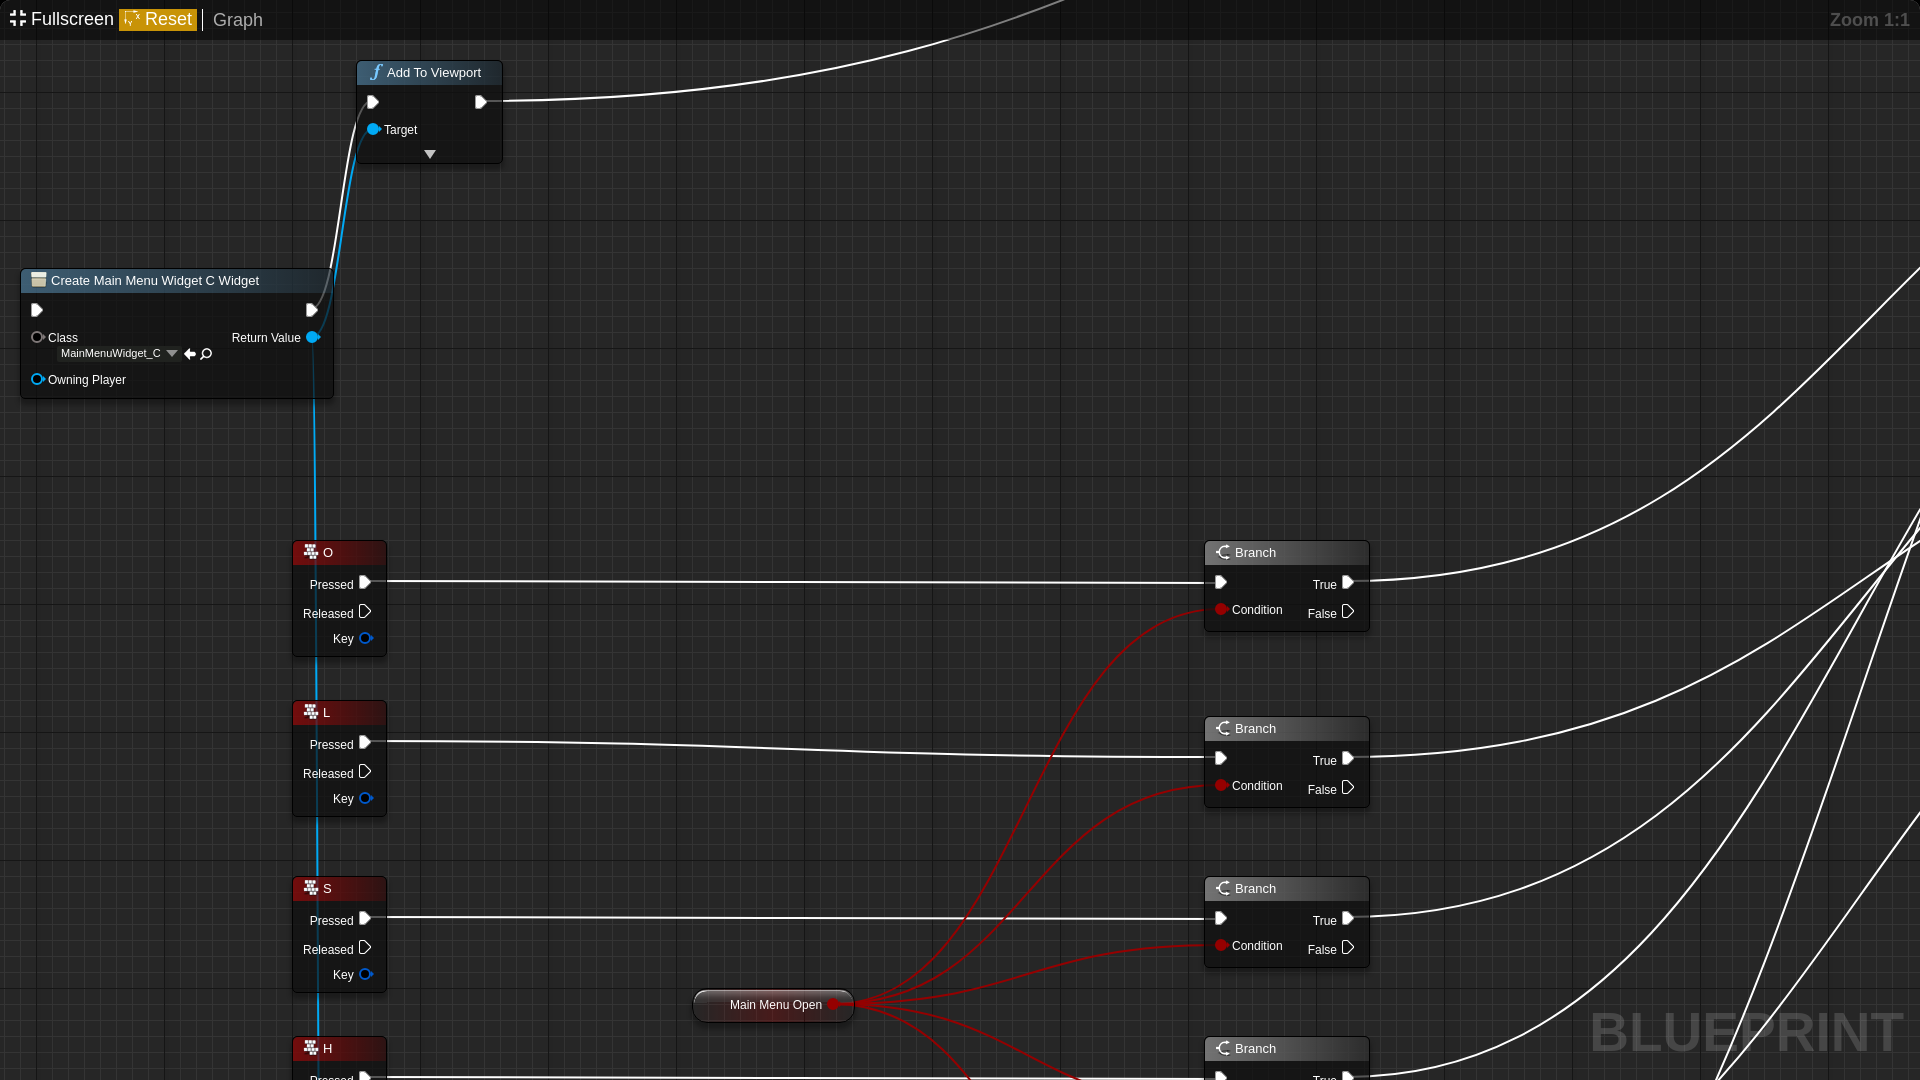 Fullscreen Reset Graph Zoom 1:1
f Add To Viewport
Target
Create Main Menu Widget C Widget
Class Return Value
MainMenuWidget_C
Owning Player
O
Pressed
Released
Key
Branch
True
Condition False
L
Pressed
Released
Key
Branch
True
Condition False
S
Pressed
Released
Key
Branch
True
Condition False
Main Menu Open
H
Pressed
Branch
True
BLUEPRINT